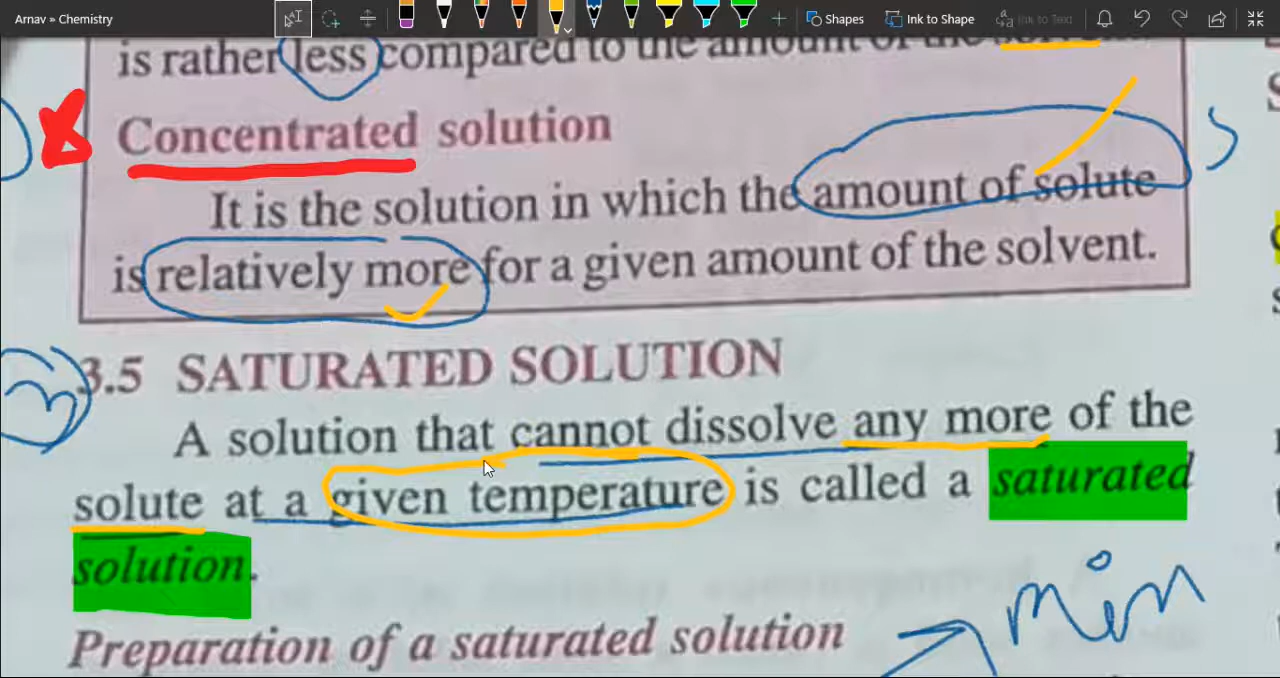 Arnav » Chemistry
Shapes
Ink to Shape
Ink to Text
is rather less compared to the amount of the
Concentrated solution
It is the solution in which the amount of solute
is relatively more for a given amount of the solvent.
3.5 SATURATED SOLUTION
A solution that cannot dissolve any more of the
solute at a given temperature is called a saturated
solution.
Preparation of a saturated solution
min